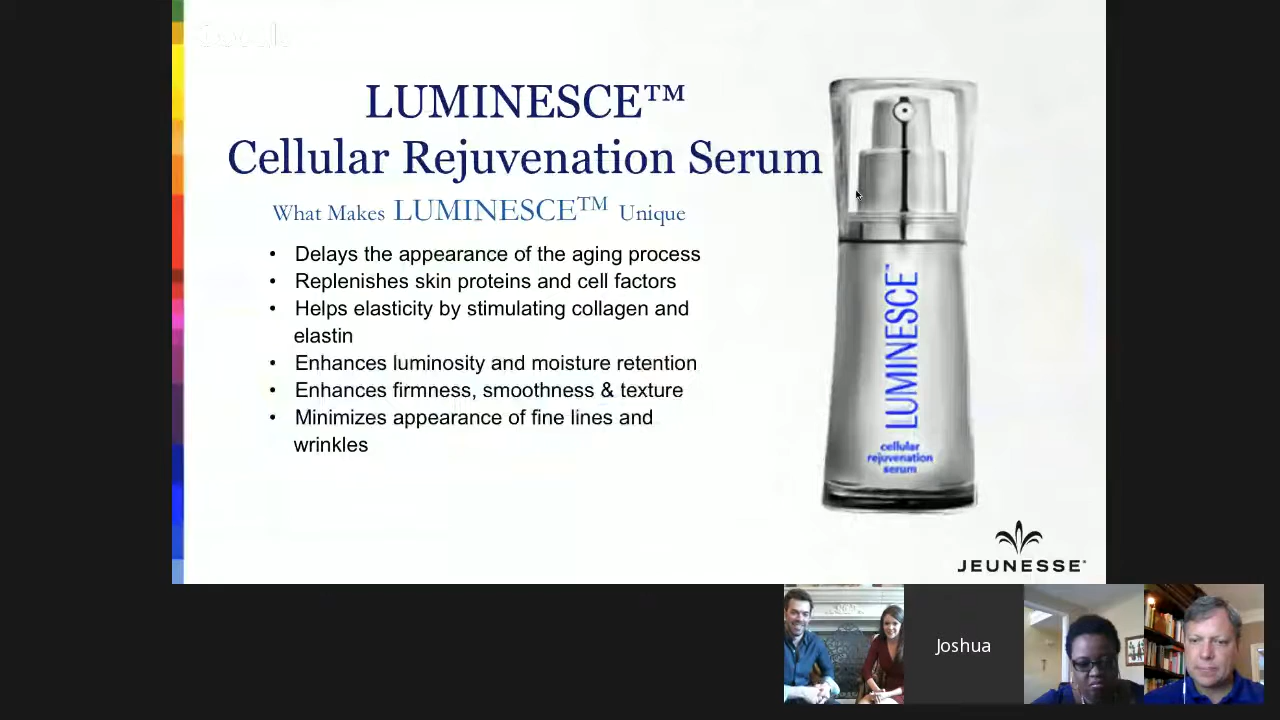 LUMINESCE™
Cellular Rejuvenation Serum
What Makes LUMINESCE™ Unique
• Delays the appearance of the aging process
• Replenishes skin proteins and cell factors
• Helps elasticity by stimulating collagen and
elastin
• Enhances luminosity and moisture retention
• Enhances firmness, smoothness & texture
• Minimizes appearance of fine lines and
wrinkles
LUMINESCE™
cellular
rejuvenation
serum
JEUNESSE®
Joshua